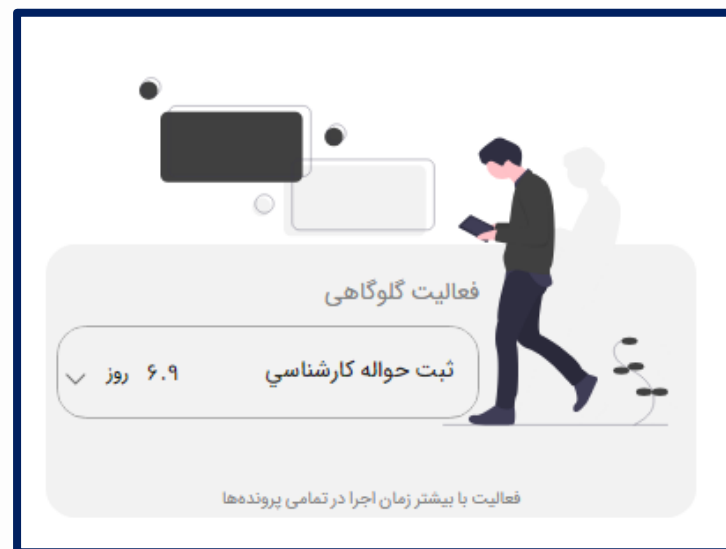 فعالیت گلوگاهی
ثبت حواله کارشناسي ۶.۹ روز
فعالیت با بیشتر زمان اجرا در تمامی پرونده‌ها